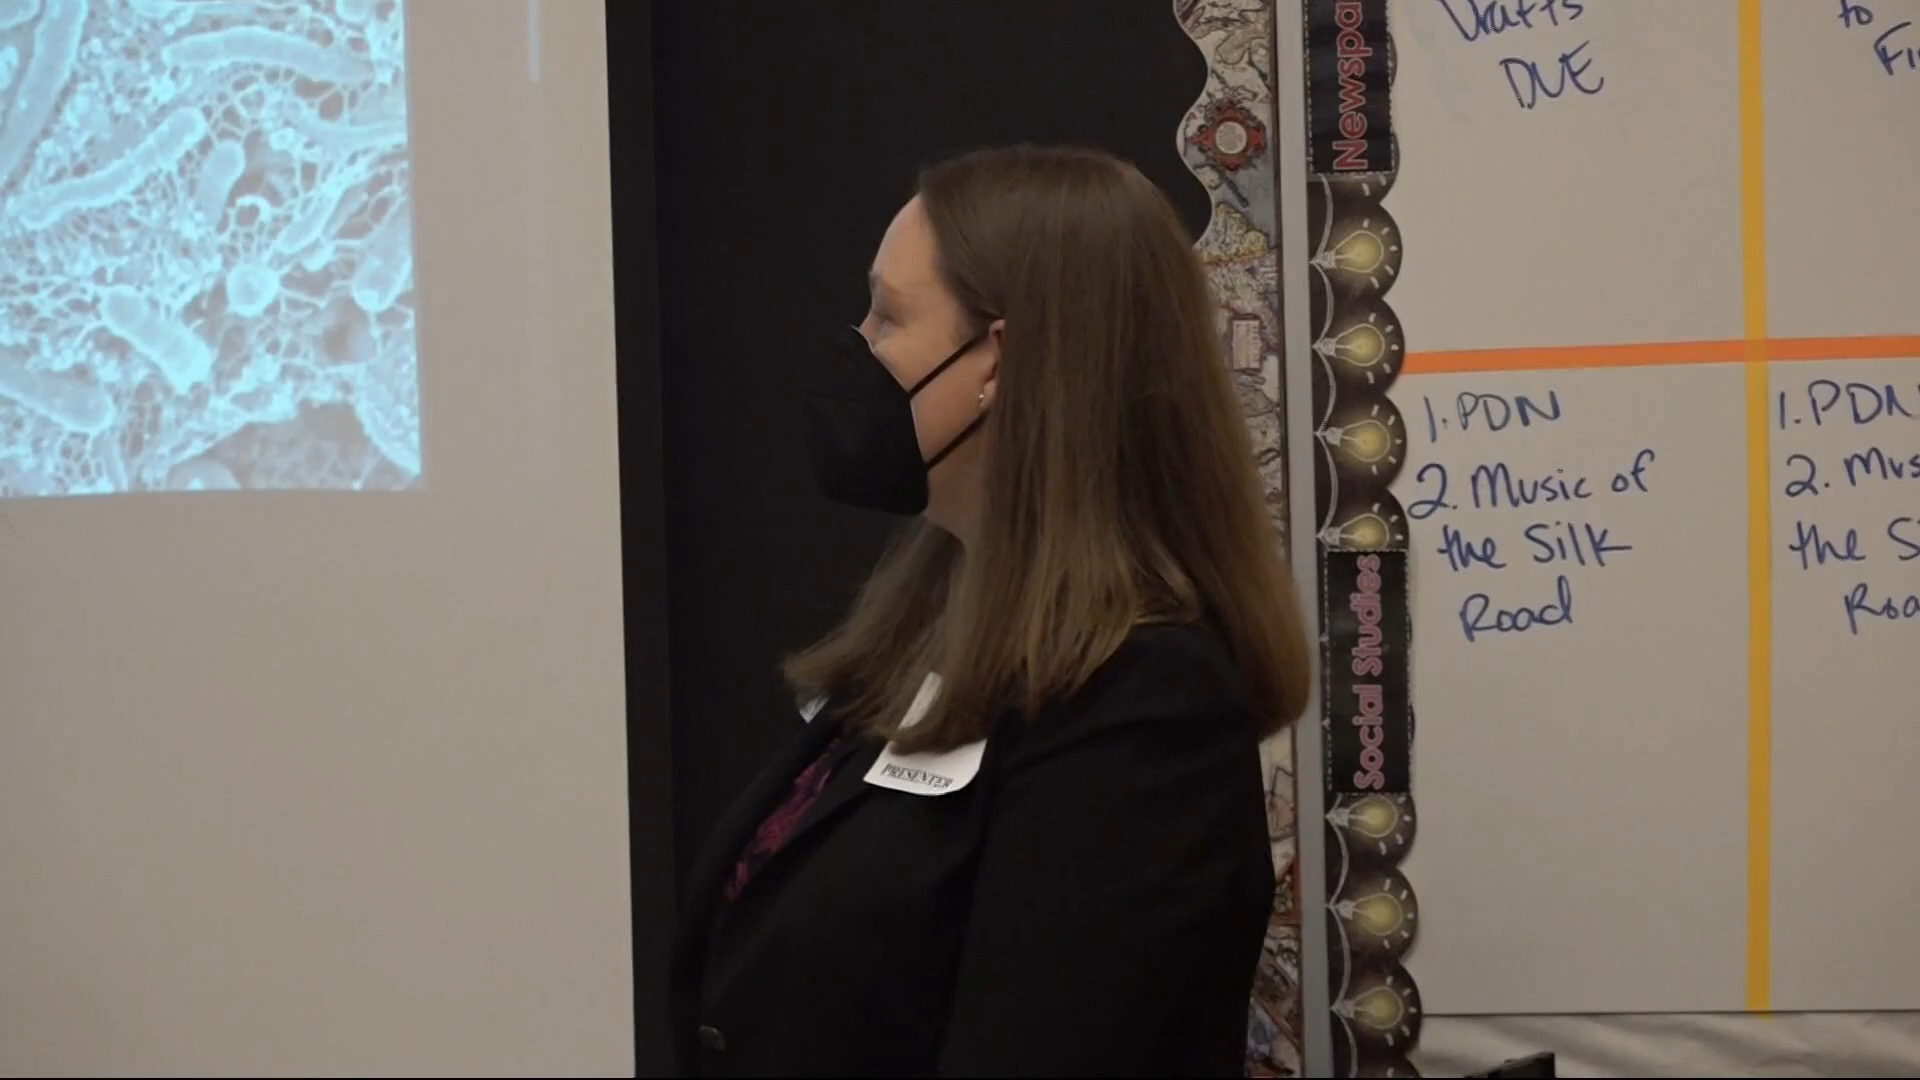 Drafts
DUE
to
Newspa
1. PDN
2. Music of
the Silk
Road
1. PDN
2. Mus
the S
Roa
Social Studies
PRESENTER